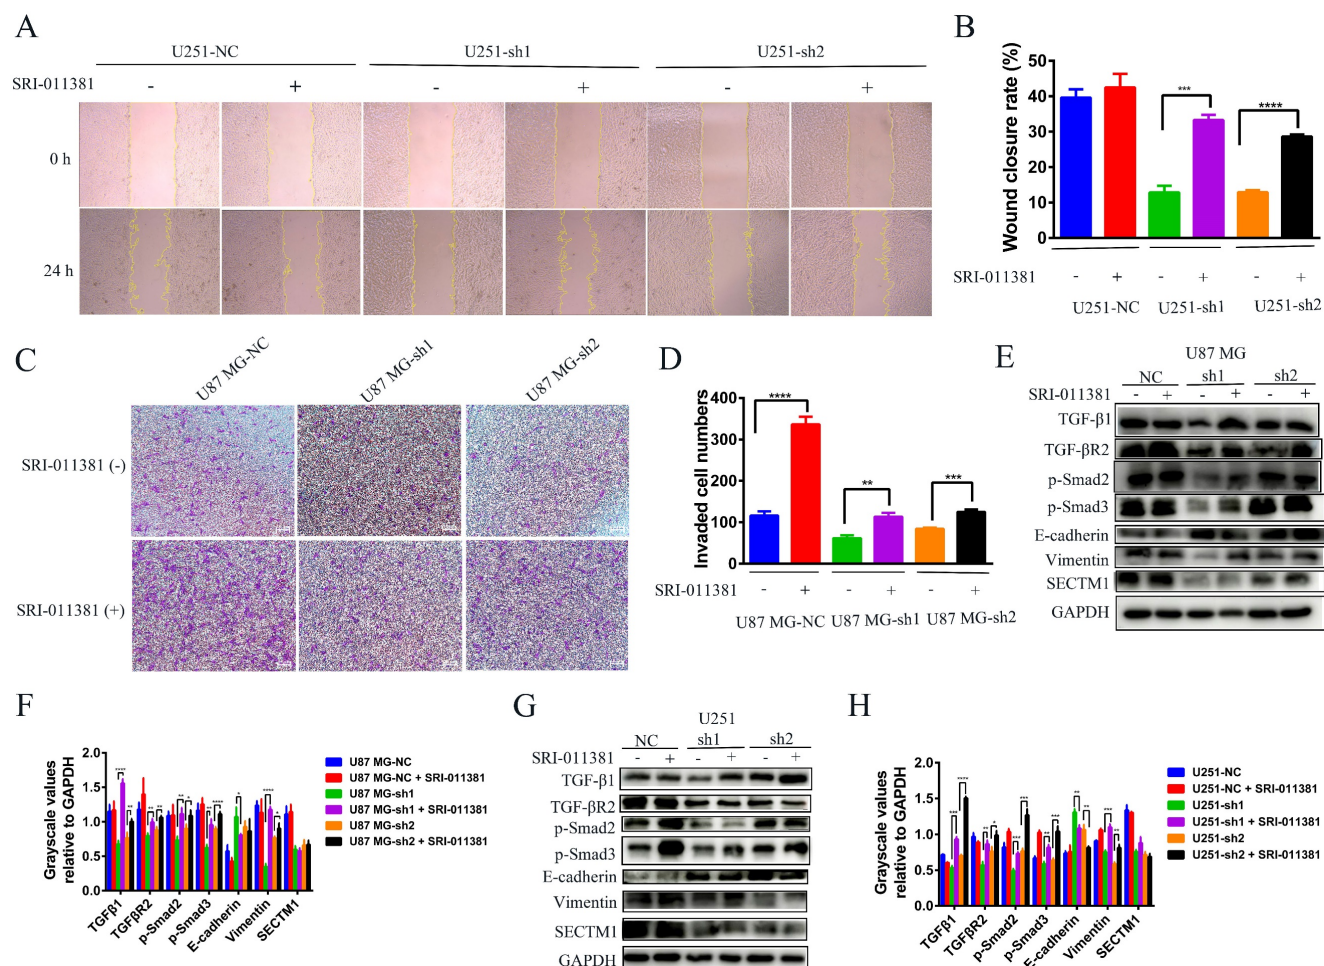 A
U251-NC U251-sh1 U251-sh2
SRI-011381 - + - + - +
0 h
24 h
B
Wound closure rate (%)
50
40
30
20
10
0
*** ****
SRI-011381 - + - + - +
U251-NC U251-sh1 U251-sh2
C
U87 MG-NC U87 MG-sh1 U87 MG-sh2
SRI-011381 (-)
SRI-011381 (+)
D
Invaded cell numbers
400
300
200
100
0
**** ** ***
SRI-011381 - + - + - +
U87 MG-NC U87 MG-sh1 U87 MG-sh2
E
U87 MG
NC sh1 sh2
SRI-011381 - + - + - +
TGF-β1
TGF-βR2
p-Smad2
p-Smad3
E-cadherin
Vimentin
SECTM1
GAPDH
F
Grayscale values
relative to GAPDH
2.0
1.5
1.0
0.5
0.0
TGFβ1 TGFβR2 p-Smad2 p-Smad3 E-cadherin Vimentin SECTM1
U87 MG-NC
U87 MG-NC + SRI-011381
U87 MG-sh1
U87 MG-sh1 + SRI-011381
U87 MG-sh2
U87 MG-sh2 + SRI-011381
G
U251
NC sh1 sh2
SRI-011381 - + - + - +
TGF-β1
TGF-βR2
p-Smad2
p-Smad3
E-cadherin
Vimentin
SECTM1
GAPDH
H
Grayscale values
relative to GAPDH
2.0
1.5
1.0
0.5
0.0
TGFβ1 TGFβR2 p-Smad2 p-Smad3 E-cadherin Vimentin SECTM1
U251-NC
U251-NC + SRI-011381
U251-sh1
U251-sh1 + SRI-011381
U251-sh2
U251-sh2 + SRI-011381